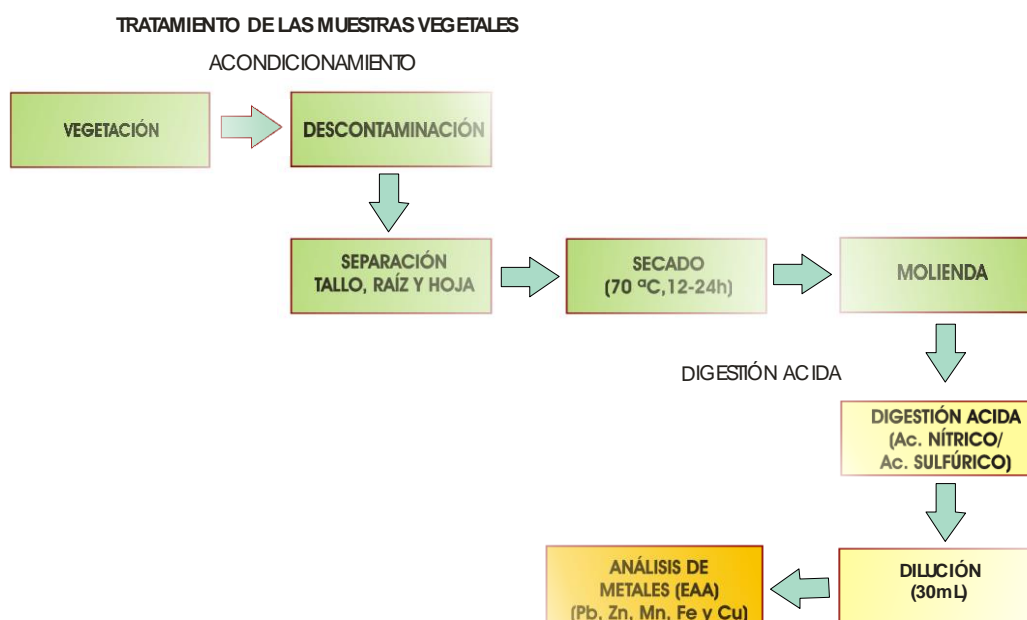 TRATAMIENTO DE LAS MUESTRAS VEGETALES
ACONDICIONAMIENTO
VEGETACIÓN
DESCONTAMINACIÓN
SEPARACIÓN
TALLO, RAÍZ Y HOJA
SECADO
(70 ºC,12-24h)
MOLIENDA
DIGESTIÓN ACIDA
DIGESTIÓN ACIDA
(Ac. NÍTRICO/
Ac. SULFÚRICO)
DILUCIÓN
(30mL)
ANÁLISIS DE
METALES (EAA)
(Pb, Zn, Mn, Fe y Cu)